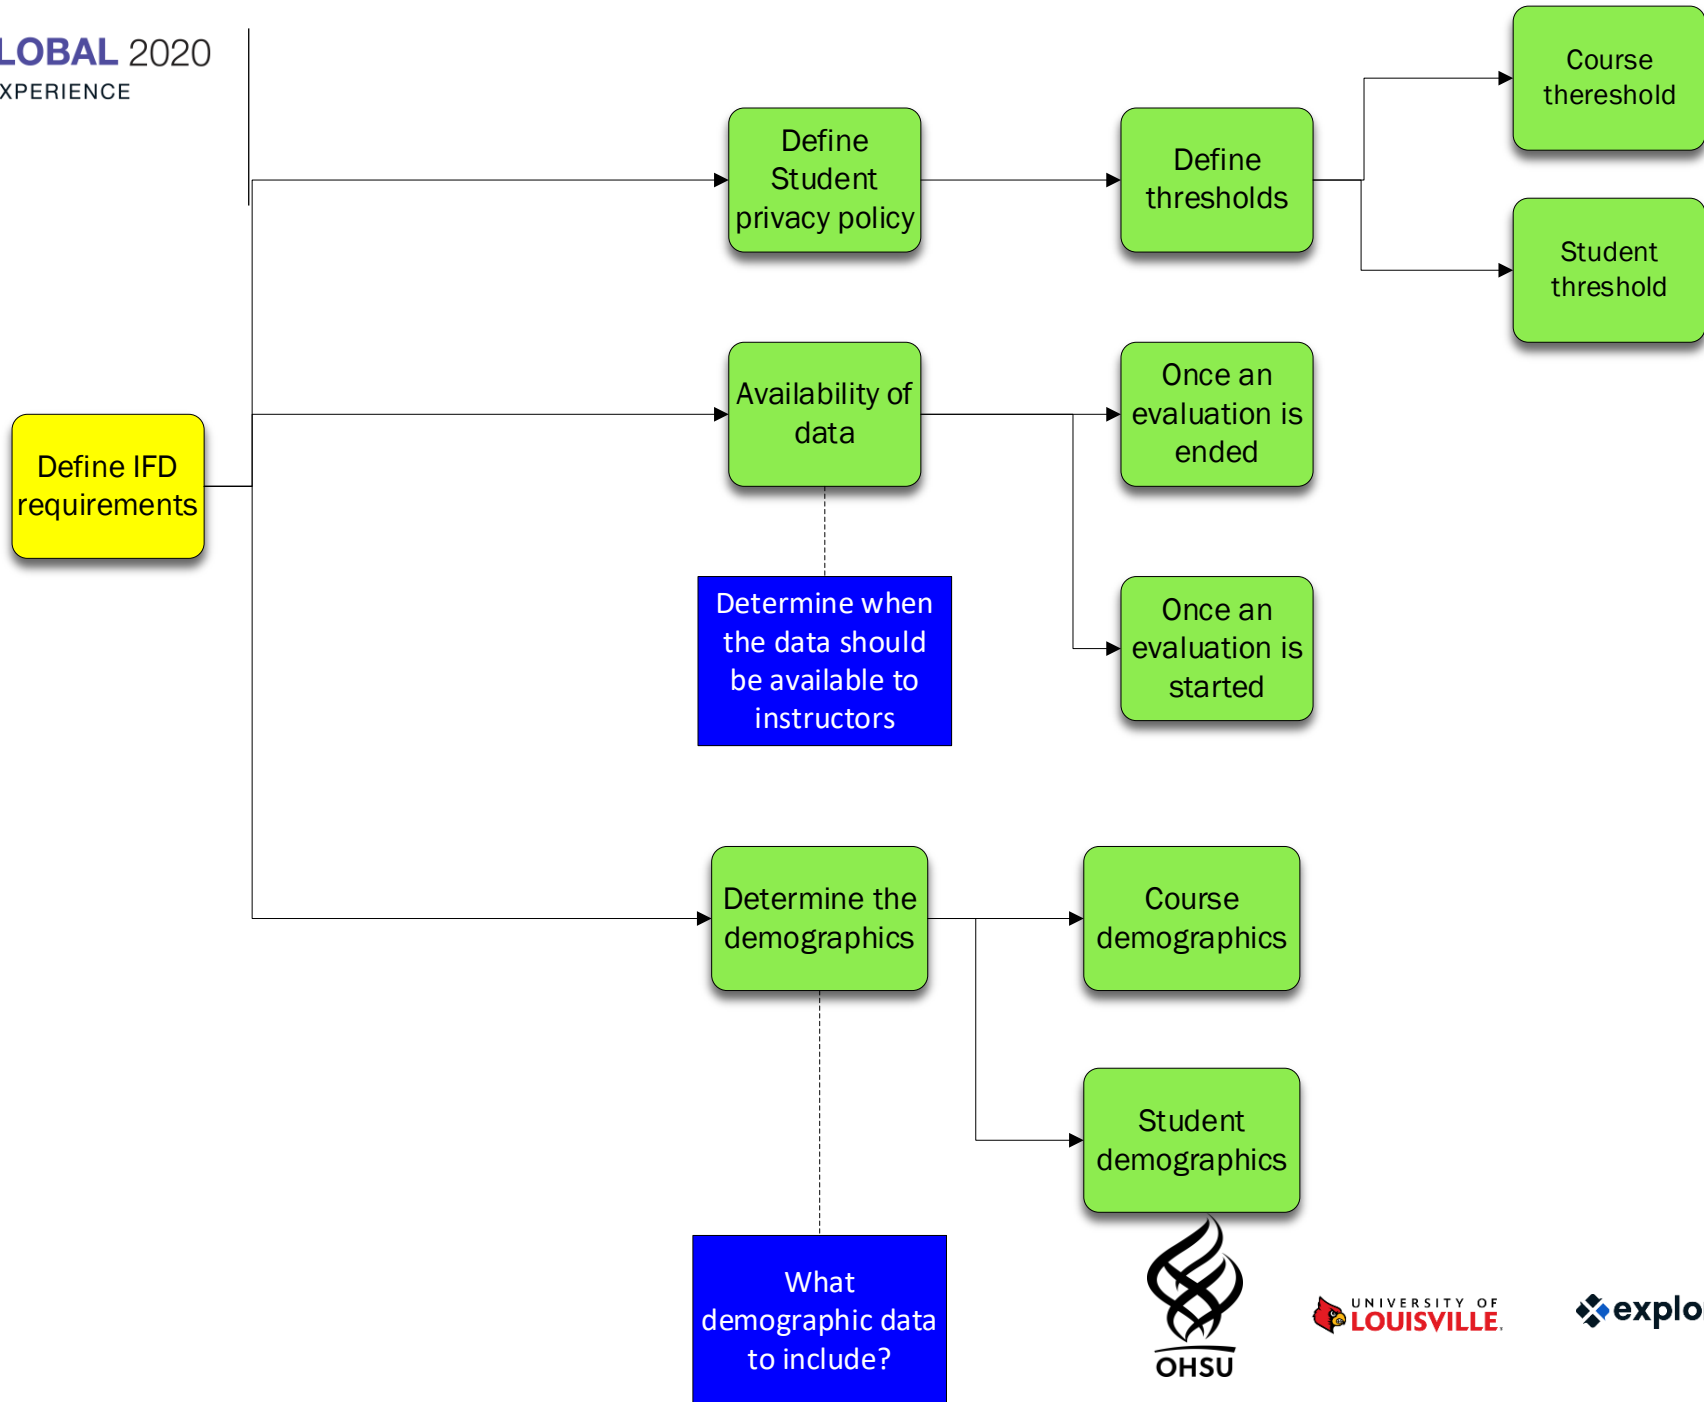 LOBAL 2020
XPERIENCE
Define IFD
requirements
Define
Student
privacy policy
Define
thresholds
Course
thereshold
Student
threshold
Availability of
data
Once an
evaluation is
ended
Once an
evaluation is
started
Determine when
the data should
be available to
instructors
Determine the
demographics
Course
demographics
Student
demographics
What
demographic data
to include?
OHSU
UNIVERSITY OF
LOUISVILLE.
explo